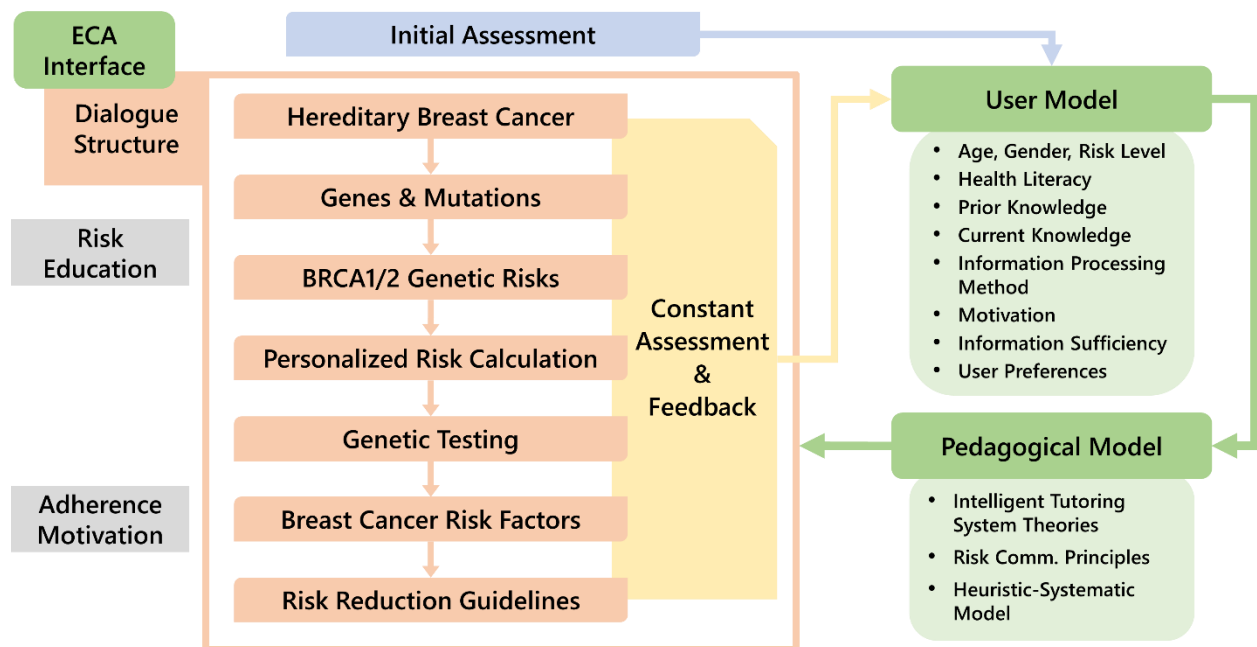 ECA
Interface
Initial Assessment
Dialogue
Structure
Risk
Education
Adherence
Motivation
Hereditary Breast Cancer
Genes & Mutations
BRCA1/2 Genetic Risks
Personalized Risk Calculation
Genetic Testing
Breast Cancer Risk Factors
Risk Reduction Guidelines
Constant
Assessment
&
Feedback
User Model
• Age, Gender, Risk Level
• Health Literacy
• Prior Knowledge
• Current Knowledge
• Information Processing
Method
• Motivation
• Information Sufficiency
• User Preferences
Pedagogical Model
• Intelligent Tutoring
System Theories
• Risk Comm. Principles
• Heuristic-Systematic
Model